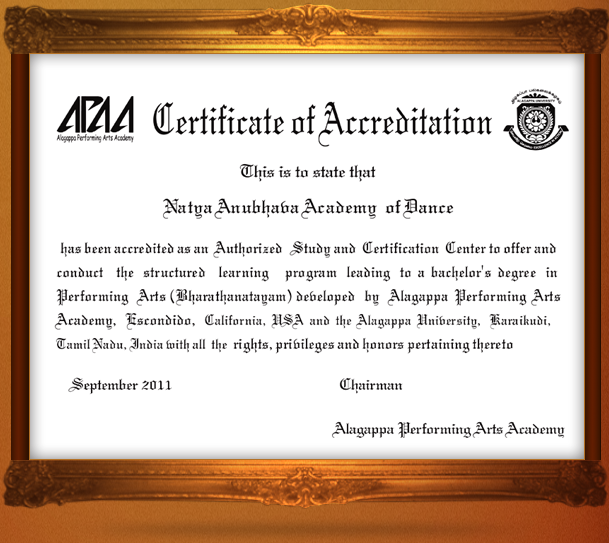 APAA
Alagappa Performing Arts Academy
Certificate of Accreditation
ALAGAPPA UNIVERSITY
This is to state that
Natya Anubhava Academy of Dance
has been accredited as an Authorized Study and Certification Center to offer and
conduct the structured learning program leading to a bachelor's degree in
Performing Arts (Bharathanatayam) developed by Alagappa Performing Arts
Academy, Escondido, California, USA and the Alagappa University, Karaikudi,
Tamil Nadu, India with all the rights, privileges and honors pertaining thereto
September 2011 Chairman
Alagappa Performing Arts Academy